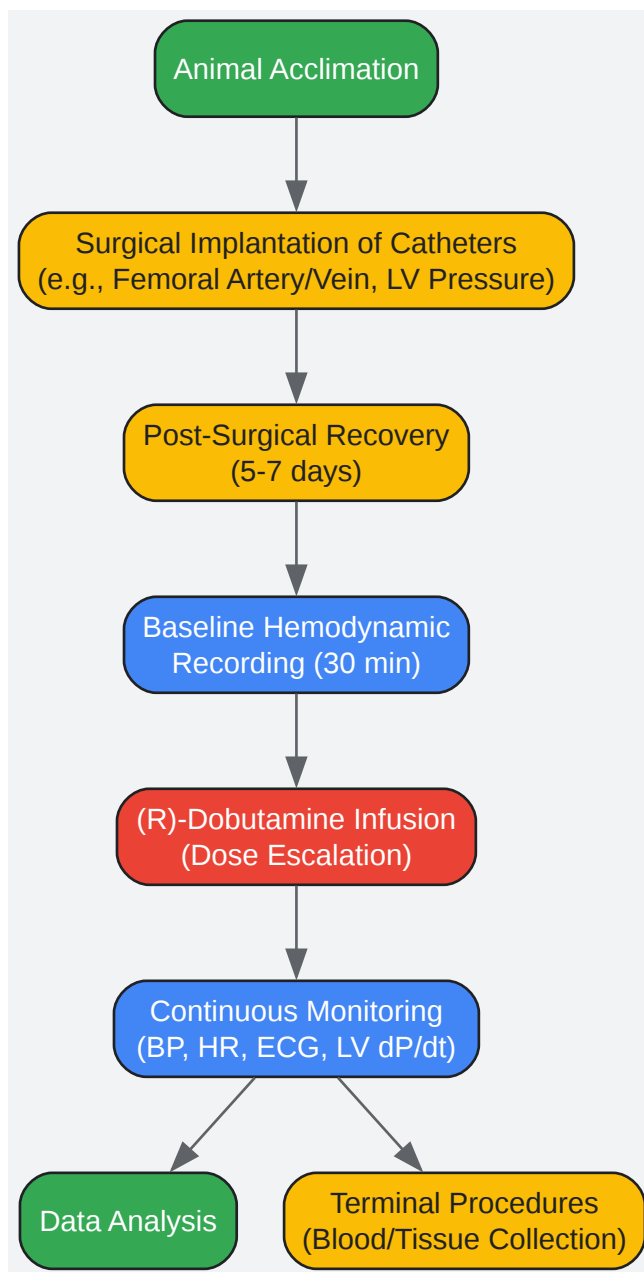 Animal Acclimation
Surgical Implantation of Catheters
(e.g., Femoral Artery/Vein, LV Pressure)
Post-Surgical Recovery
(5-7 days)
Baseline Hemodynamic
Recording (30 min)
(R)-Dobutamine Infusion
(Dose Escalation)
Continuous Monitoring
(BP, HR, ECG, LV dP/dt)
Data Analysis
Terminal Procedures
(Blood/Tissue Collection)